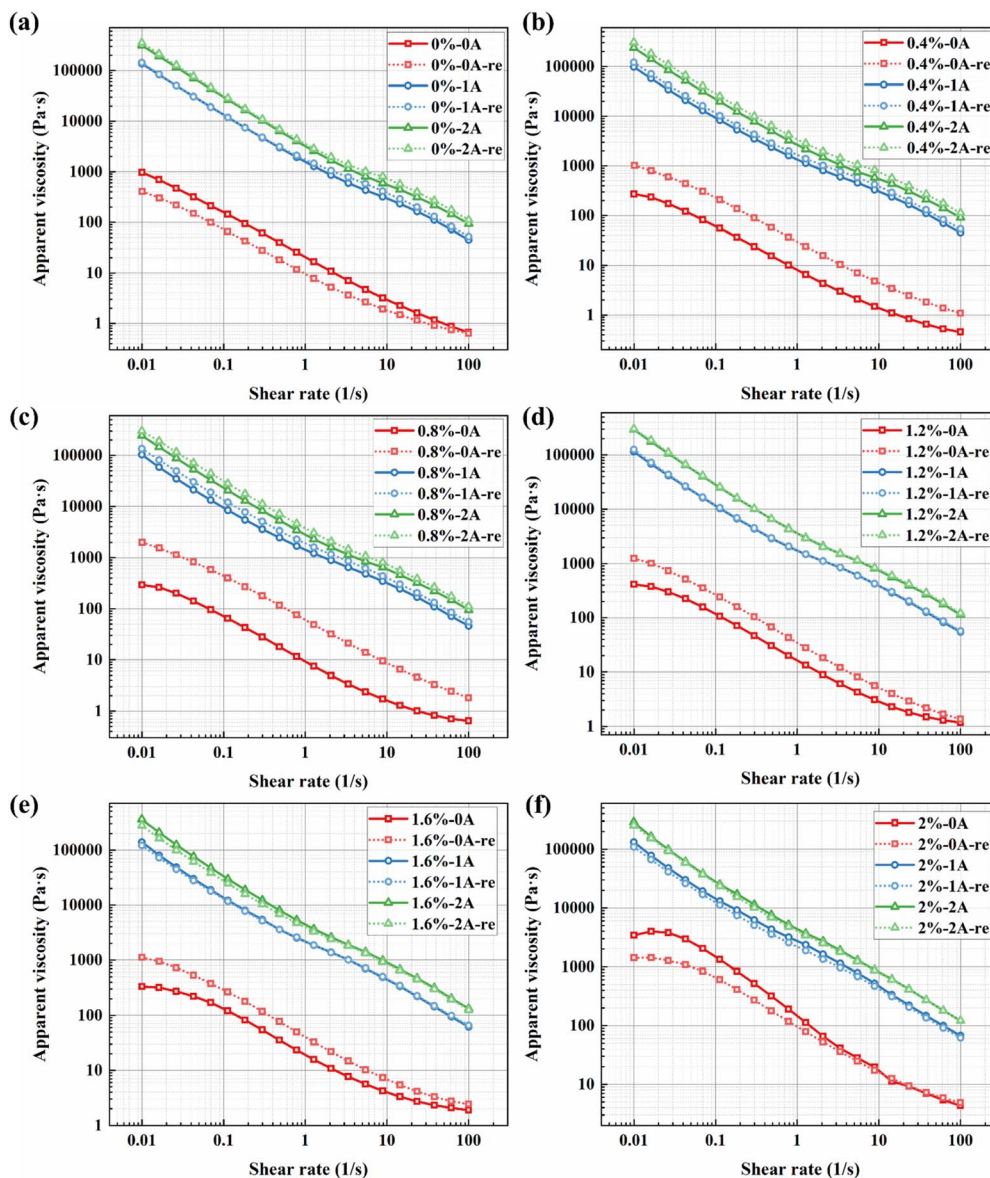 (a)
Apparent viscosity (Pa·s)
100000
10000
1000
100
10
1
0%-0A
0%-0A-re
0%-1A
0%-1A-re
0%-2A
0%-2A-re
0.01
0.1
1
10
100
Shear rate (1/s)
(b)
Apparent viscosity (Pa·s)
100000
10000
1000
100
10
1
0.4%-0A
0.4%-0A-re
0.4%-1A
0.4%-1A-re
0.4%-2A
0.4%-2A-re
0.01
0.1
1
10
100
Shear rate (1/s)
(c)
Apparent viscosity (Pa·s)
100000
10000
1000
100
10
1
0.8%-0A
0.8%-0A-re
0.8%-1A
0.8%-1A-re
0.8%-2A
0.8%-2A-re
0.01
0.1
1
10
100
Shear rate (1/s)
(d)
Apparent viscosity (Pa·s)
100000
10000
1000
100
10
1
1.2%-0A
1.2%-0A-re
1.2%-1A
1.2%-1A-re
1.2%-2A
1.2%-2A-re
0.01
0.1
1
10
100
Shear rate (1/s)
(e)
Apparent viscosity (Pa·s)
100000
10000
1000
100
10
1
1.6%-0A
1.6%-0A-re
1.6%-1A
1.6%-1A-re
1.6%-2A
1.6%-2A-re
0.01
0.1
1
10
100
Shear rate (1/s)
(f)
Apparent viscosity (Pa·s)
100000
10000
1000
100
10
2%-0A
2%-0A-re
2%-1A
2%-1A-re
2%-2A
2%-2A-re
0.01
0.1
1
10
100
Shear rate (1/s)